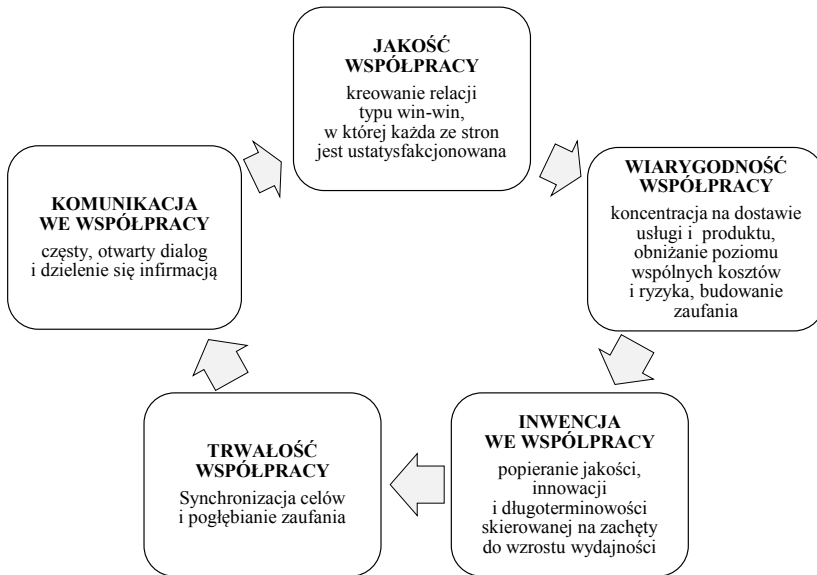 JAKOŚĆ
WSPÓŁPRACY
kreowanie relacji
typu win-win,
w której każda ze stron
jest ustatysfakcjonowana
WIARYGODNOŚĆ
WSPÓŁPRACY
koncentracja na dostawie
usługi i produktu,
obniżanie poziomu
wspólnych kosztów
i ryzyka, budowanie
zaufania
INWENCJA
WE WSPÓLPRACY
popieranie jakości,
innowacji
i długoterminowości
skierowanej na zachęty
do wzrostu wydajności
TRWAŁOŚĆ
WSPÓŁPRACY
Synchronizacja celów
i pogłębianie zaufania
KOMUNIKACJA
WE WSPÓŁPRACY
częsty, otwarty dialog
i dzielenie się infirmacją